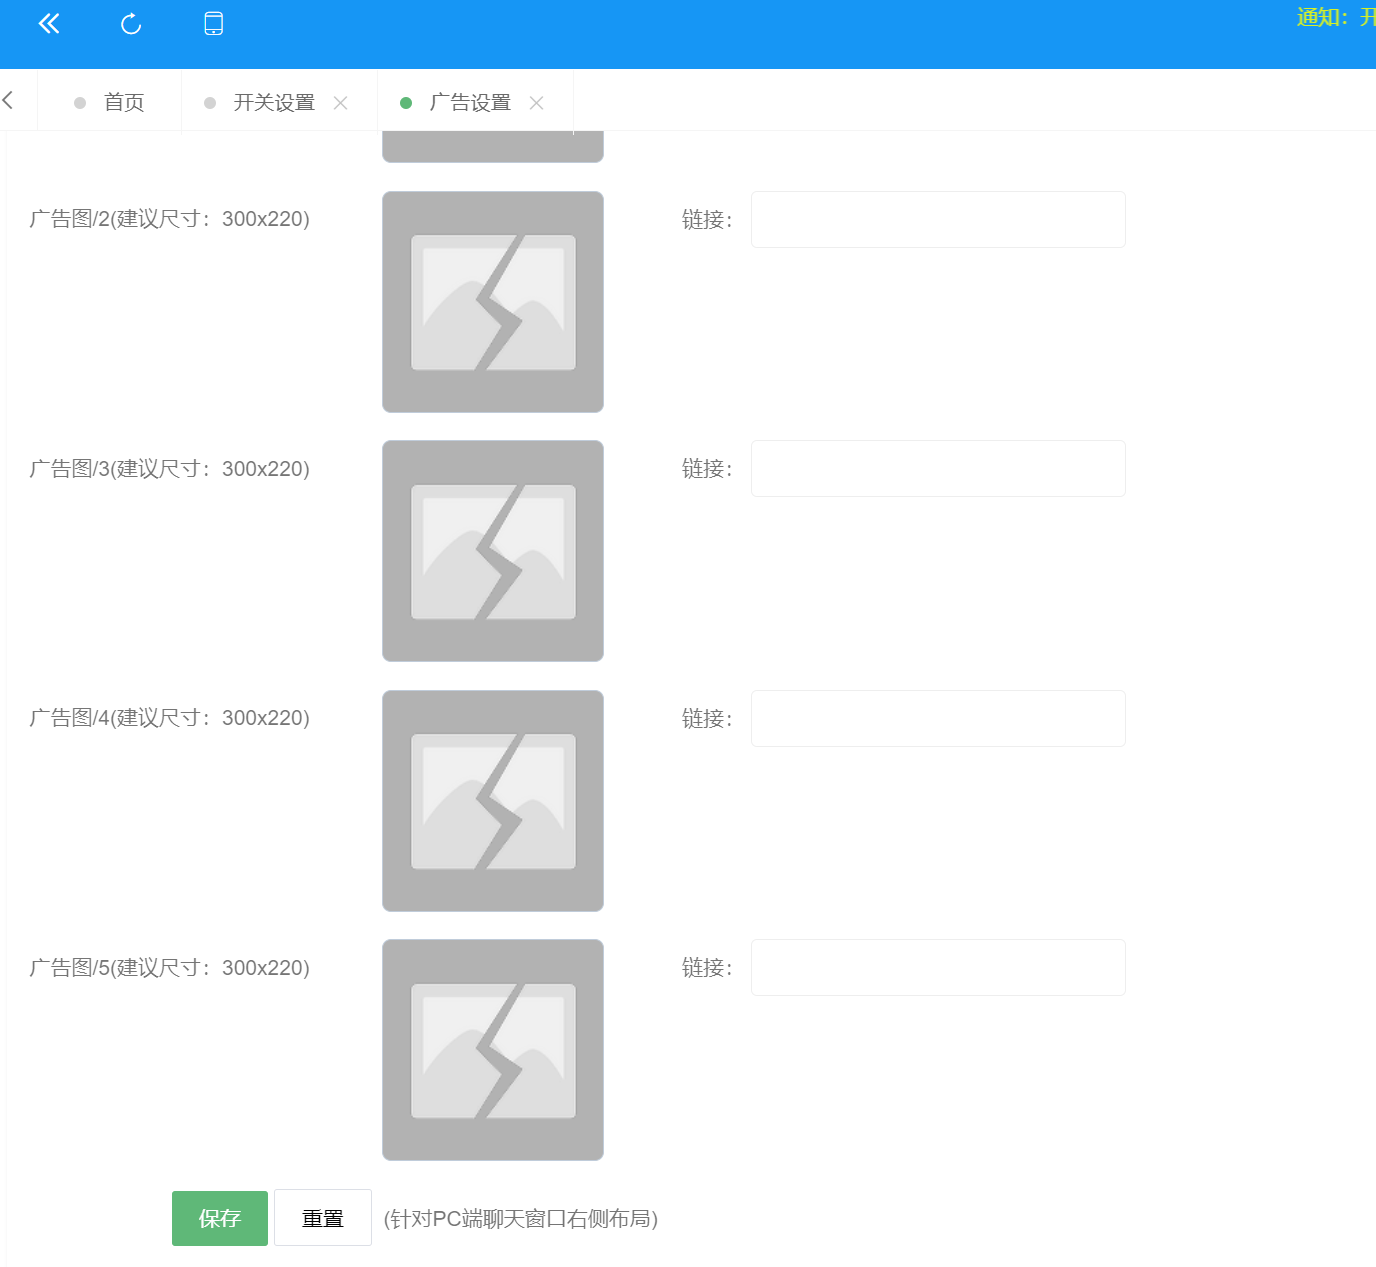 通知：开
首页
开关设置
广告设置
广告图/2(建议尺寸：300x220)
链接：
广告图/3(建议尺寸：300x220)
链接：
广告图/4(建议尺寸：300x220)
链接：
广告图/5(建议尺寸：300x220)
链接：
保存 重置 (针对PC端聊天窗口右侧布局)